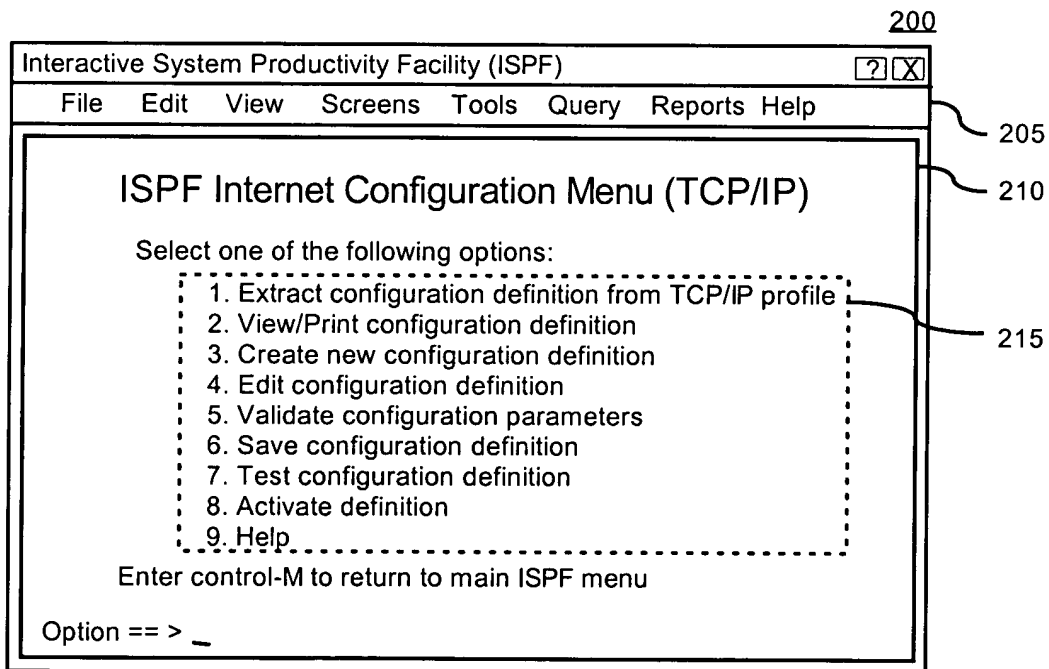 200
Interactive System Productivity Facility (ISPF) ? X
File Edit View Screens Tools Query Reports Help
205
210
ISPF Internet Configuration Menu (TCP/IP)
Select one of the following options:
1. Extract configuration definition from TCP/IP profile
2. View/Print configuration definition
215
3. Create new configuration definition
4. Edit configuration definition
5. Validate configuration parameters
6. Save configuration definition
7. Test configuration definition
8. Activate definition
9. Help
Enter control-M to return to main ISPF menu
Option == > _